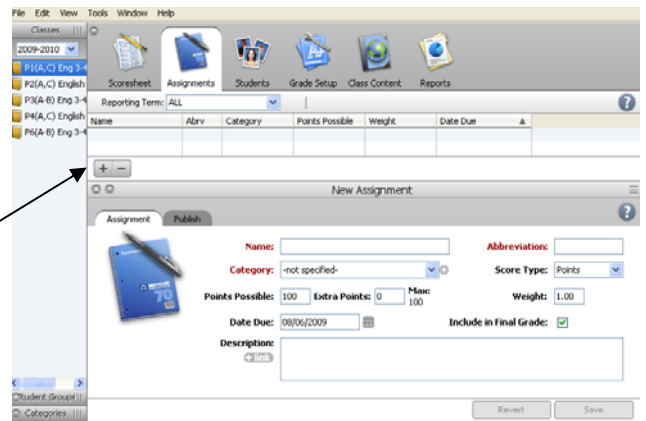 File Edit View Tools Window Help
Classes
2009-2010
P1(A,C) Eng 3-4
P2(A,C) English
P3(A-B) Eng 3-4
P4(A,C) English
P6(A-B) Eng 3-4
Scoresheet Assignments Students Grade Setup Class Content Reports
Reporting Term: ALL
?
Name Abrv Category Points Possible Weight Date Due
+ −
New Assignment
Assignment Publish
?
Name: Abbreviation:
Category: -not specified- Score Type: Points
70
Points Possible: 100 Extra Points: 0 Max: 100 Weight: 1.00
Date Due: 08/06/2009 Include in Final Grade:
Description:
+ link
Revert Save
Student Group
Categories